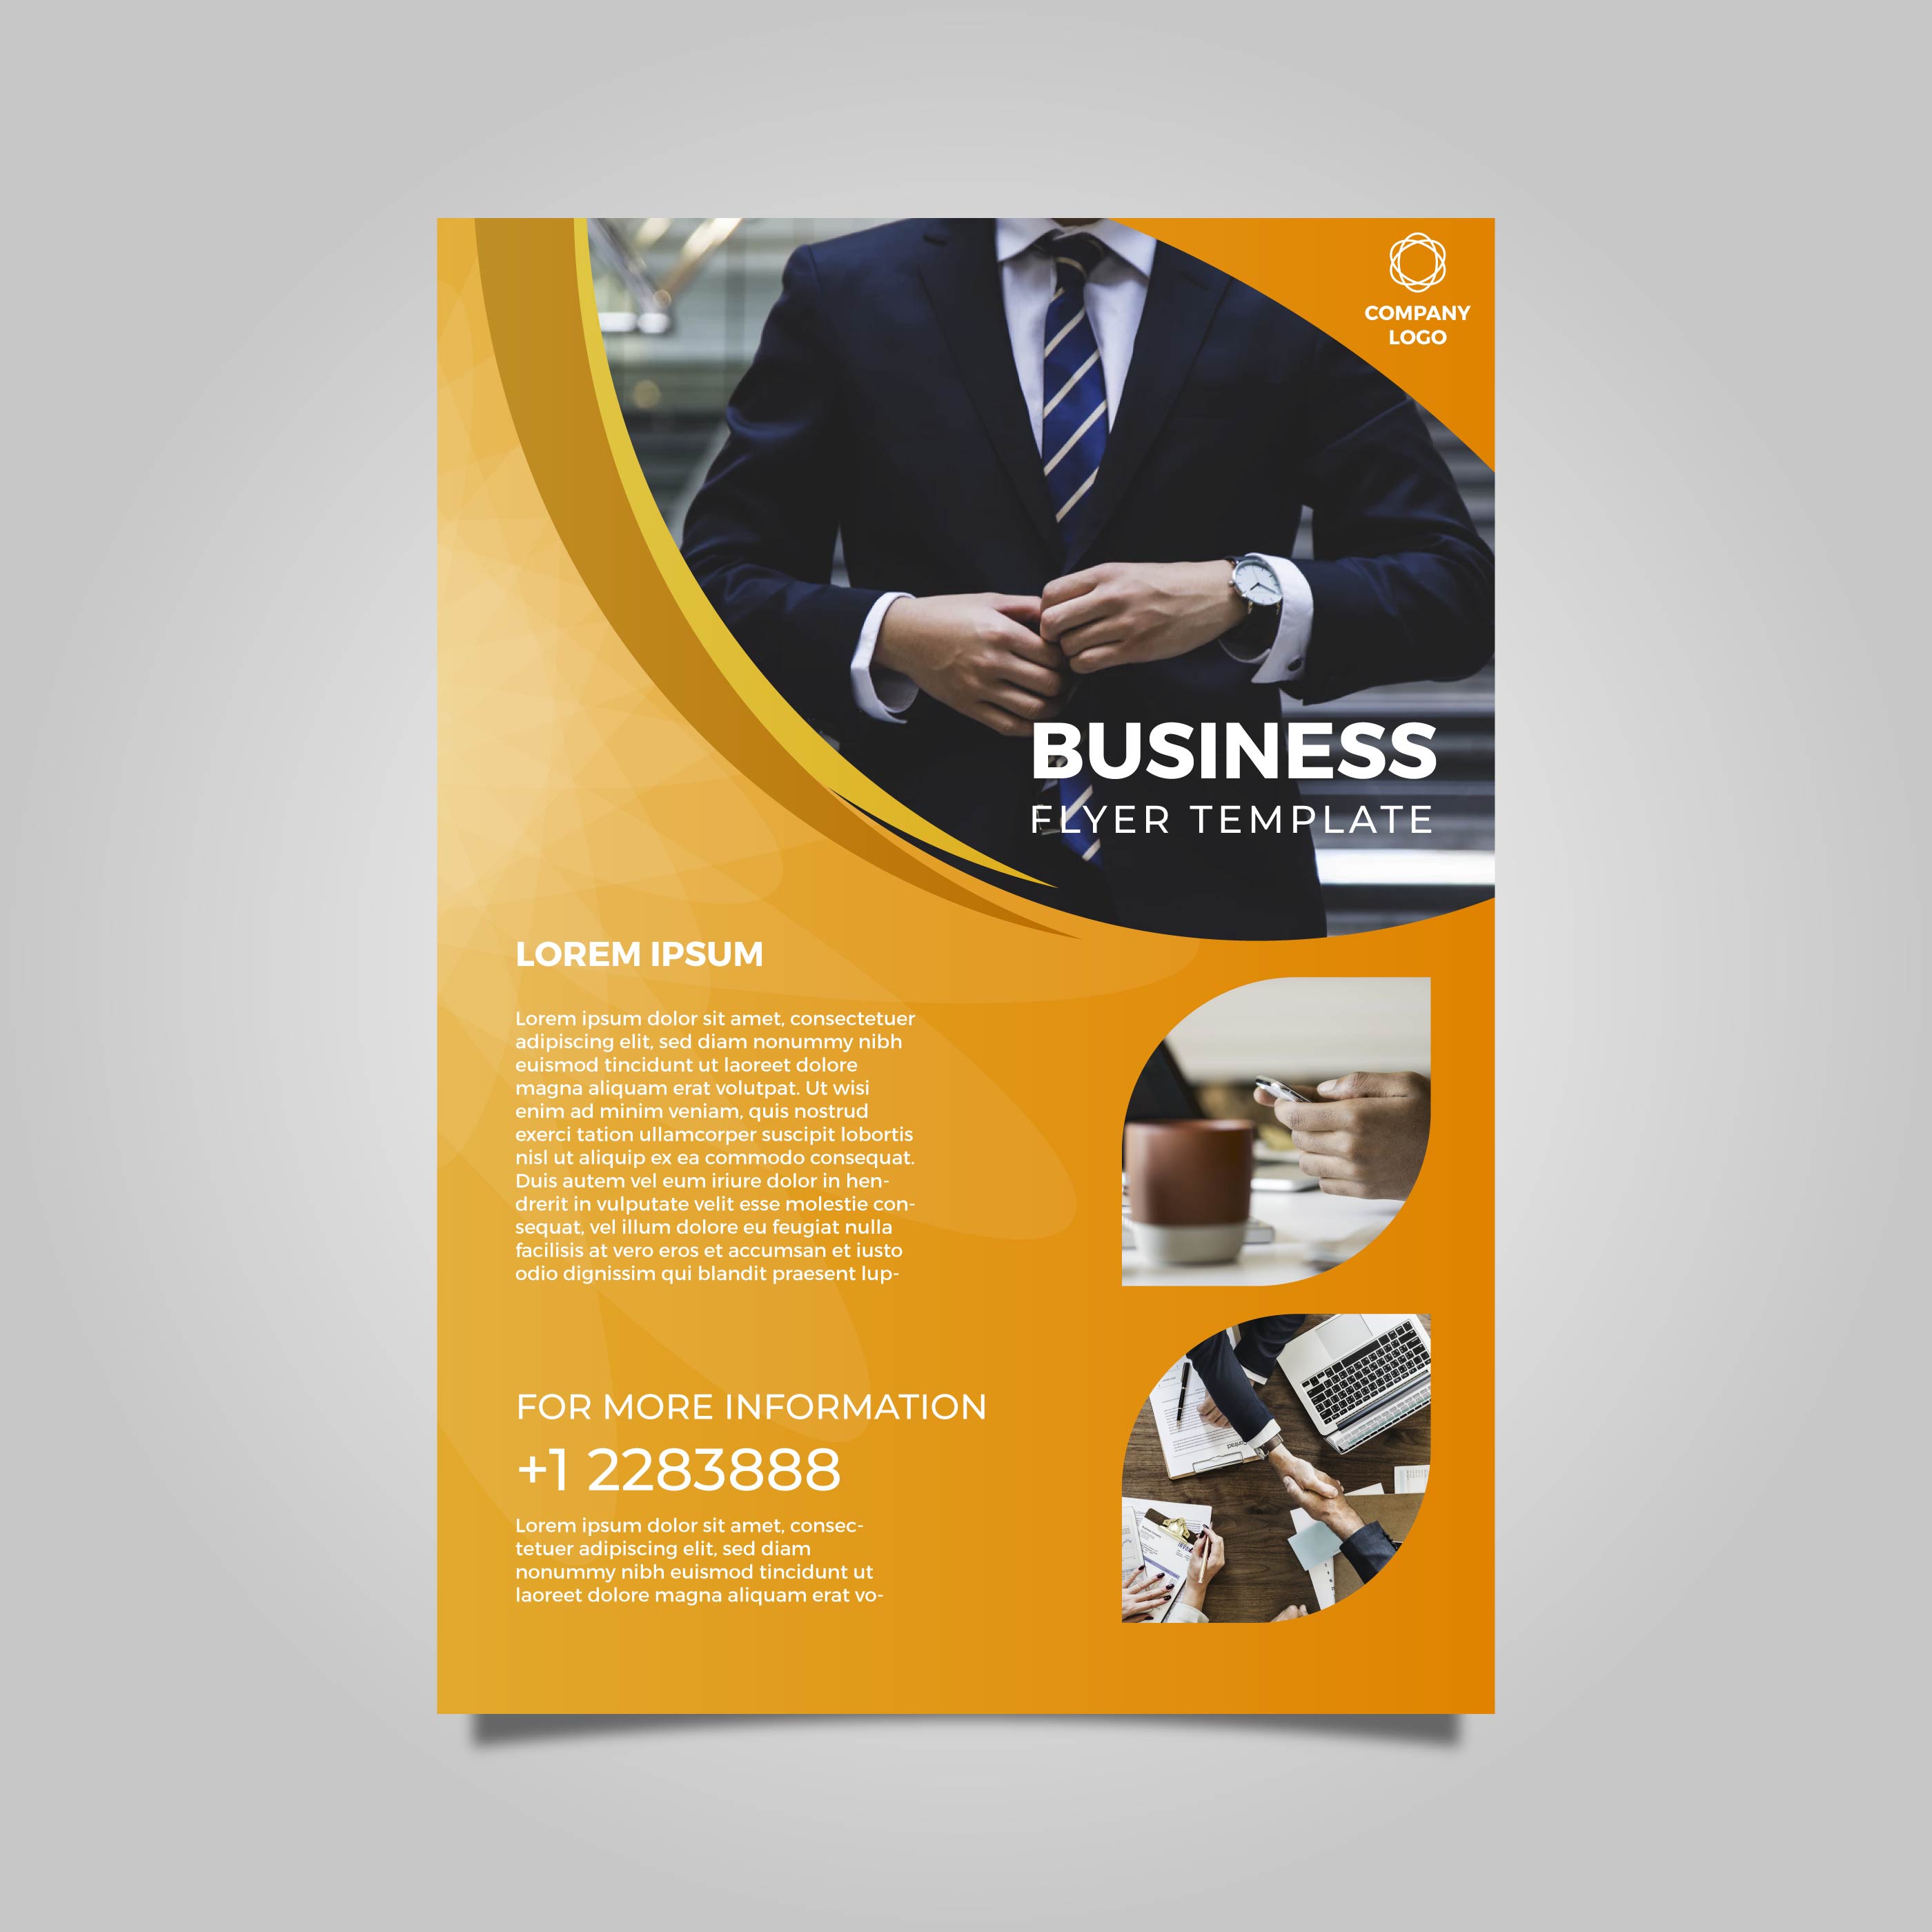 COMPANY
LOGO
BUSINESS
FLYER TEMPLATE
LOREM IPSUM
Lorem ipsum dolor sit amet, consectetuer
adipiscing elit, sed diam nonummy nibh
euismod tincidunt ut laoreet dolore
magna aliquam erat volutpat. Ut wisi
enim ad minim veniam, quis nostrud
exerci tation ullamcorper suscipit lobortis
nisl ut aliquip ex ea commodo consequat.
Duis autem vel eum iriure dolor in hen-
drerit in vulputate velit esse molestie con-
sequat, vel illum dolore eu feugiat nulla
facilisis at vero eros et accumsan et iusto
odio dignissim qui blandit praesent lup-
FOR MORE INFORMATION
+1 2283888
Lorem ipsum dolor sit amet, consec-
tetuer adipiscing elit, sed diam
nonummy nibh euismod tincidunt ut
laoreet dolore magna aliquam erat vo-
Contract